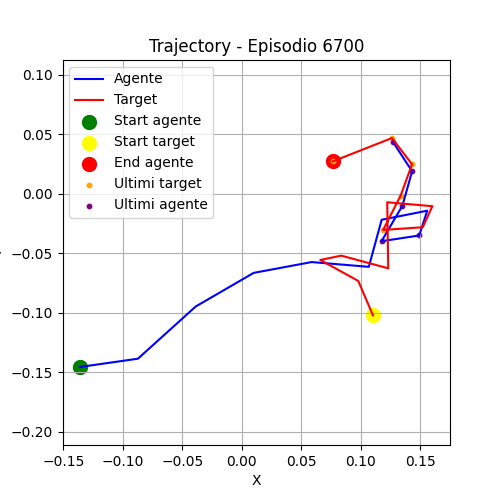 Trajectory - Episodio 6700
Agente
Target
Start agente
Start target
End agente
Ultimi target
Ultimi agente
0.10
0.05
0.00
−0.05
−0.10
−0.15
−0.20
−0.15
−0.10
−0.05
0.00
0.05
0.10
0.15
X